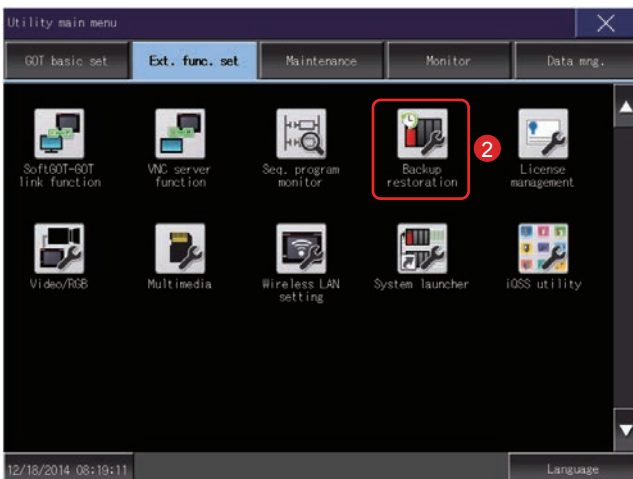 Utility main menu
GOT basic set Ext. func. set Maintenance Monitor Data mng.
SoftGOT-GOT link function
VNC server function
Seq. program monitor
Backup restoration
2
License management
Video/RGB
Multimedia
Wireless LAN setting
System launcher
iQSS utility
12/18/2014 08:19:11
Language